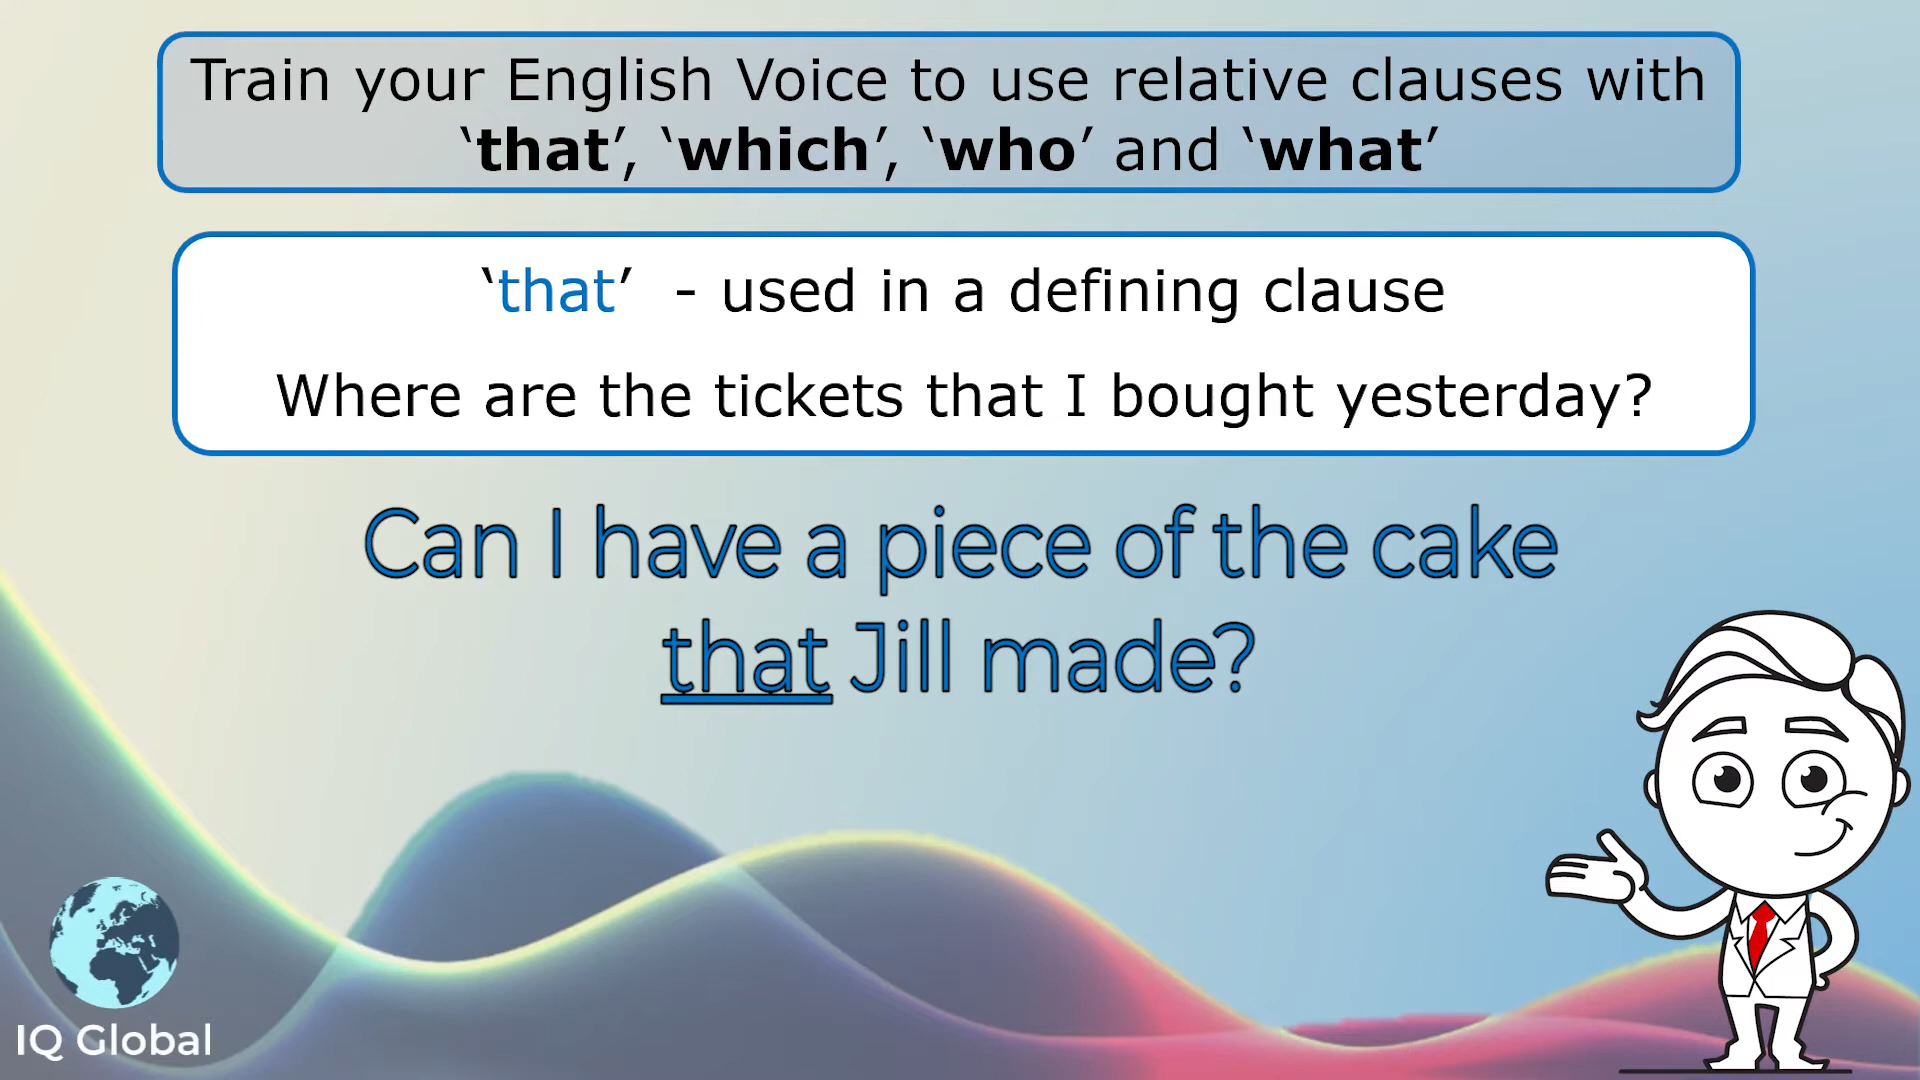 Train your English Voice to use relative clauses with
‘that’, ‘which’, ‘who’ and ‘what’
‘that’ - used in a defining clause
Where are the tickets that I bought yesterday?
Can I have a piece of the cake
that Jill made?
IQ Global